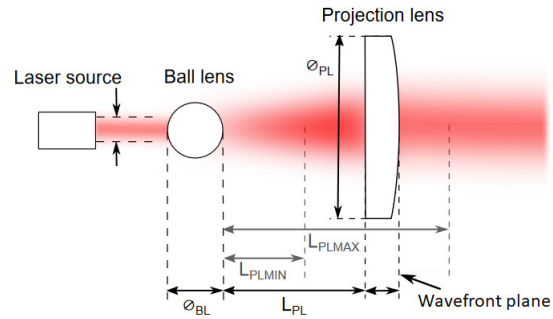 Projection lens
Laser source
Ball lens
⌀PL
LPLMAX
LPLMIN
⌀BL
LPL
Wavefront plane